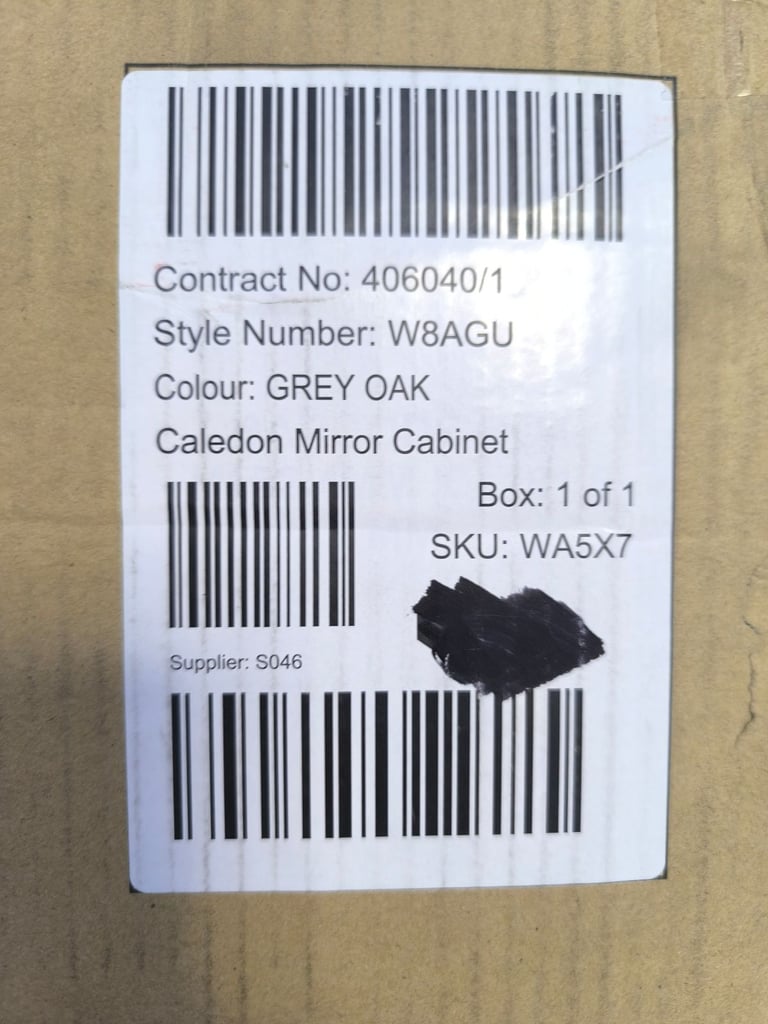 Contract No: 406040/1
Style Number: W8AGU
Colour: GREY OAK
Caledon Mirror Cabinet
Box: 1 of 1
SKU: WA5X7
Supplier: S046